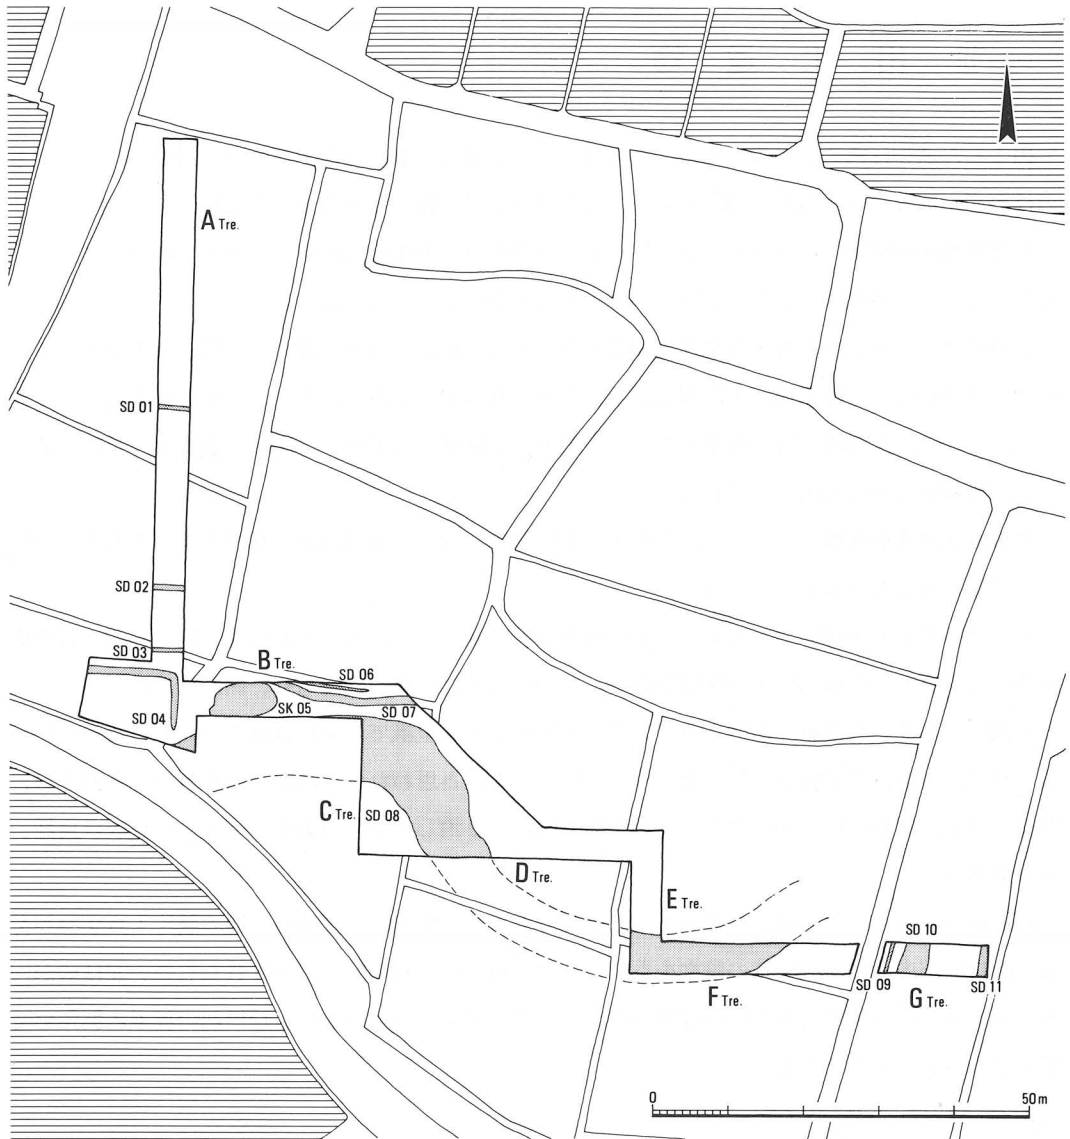 A Tre.
SD 01
SD 02
SD 03
B Tre.
SD 06
SK 05
SD 07
SD 04
C Tre.
SD 08
D Tre.
E Tre.
SD 10
SD 09
SD 11
F Tre.
G Tre.
0
50 m